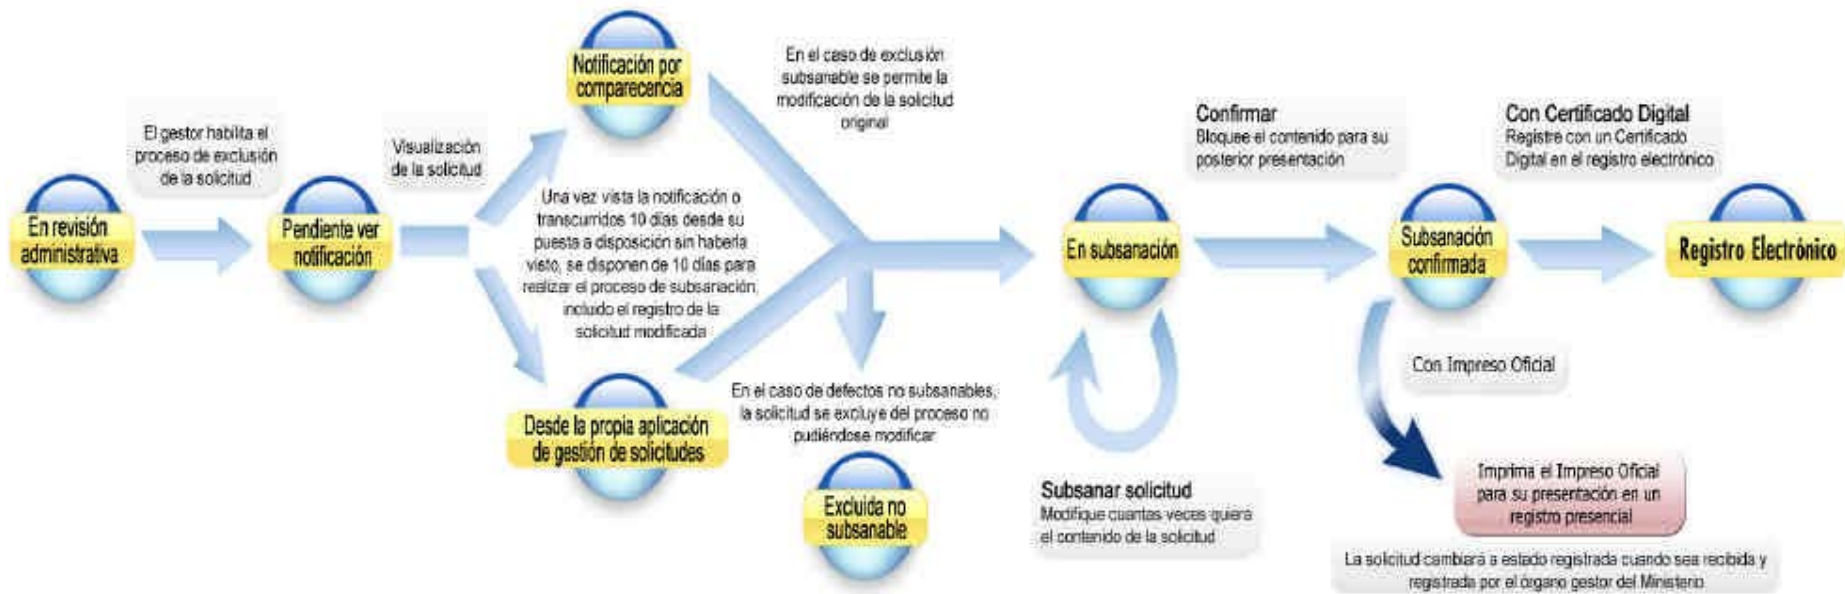 En revisión
administrativa
El gestor habilita el
proceso de exclusión
de la solicitud
Pendiente ver
notificación
Visualización
de la solicitud
Notificación por
comparecencia
Una vez vista la notificación o
transcurridos 10 días desde su
puesta a disposición sin haberla
visto, se disponen de 10 días para
realizar el proceso de subsanación,
incluido el registro de la
solicitud modificada
Desde la propia aplicación
de gestión de solicitudes
En el caso de exclusión
subsanable se permite la
modificación de la solicitud
original
En el caso de defectos no subsanables,
la solicitud se excluye del proceso no
pudiéndose modificar
Excluida no
subsanable
En subsanación
Subsanar solicitud
Modifique cuantas veces quiera
el contenido de la solicitud
Confirmar
Bloquee el contenido para su
posterior presentación
Subsanación
confirmada
Con Certificado Digital
Registre con un Certificado
Digital en el registro electrónico
Registro Electrónico
Con Impreso Oficial
Imprima el Impreso Oficial
para su presentación en un
registro presencial
La solicitud cambiará a estado registrada cuando sea recibida y
registrada por el órgano gestor del Ministerio